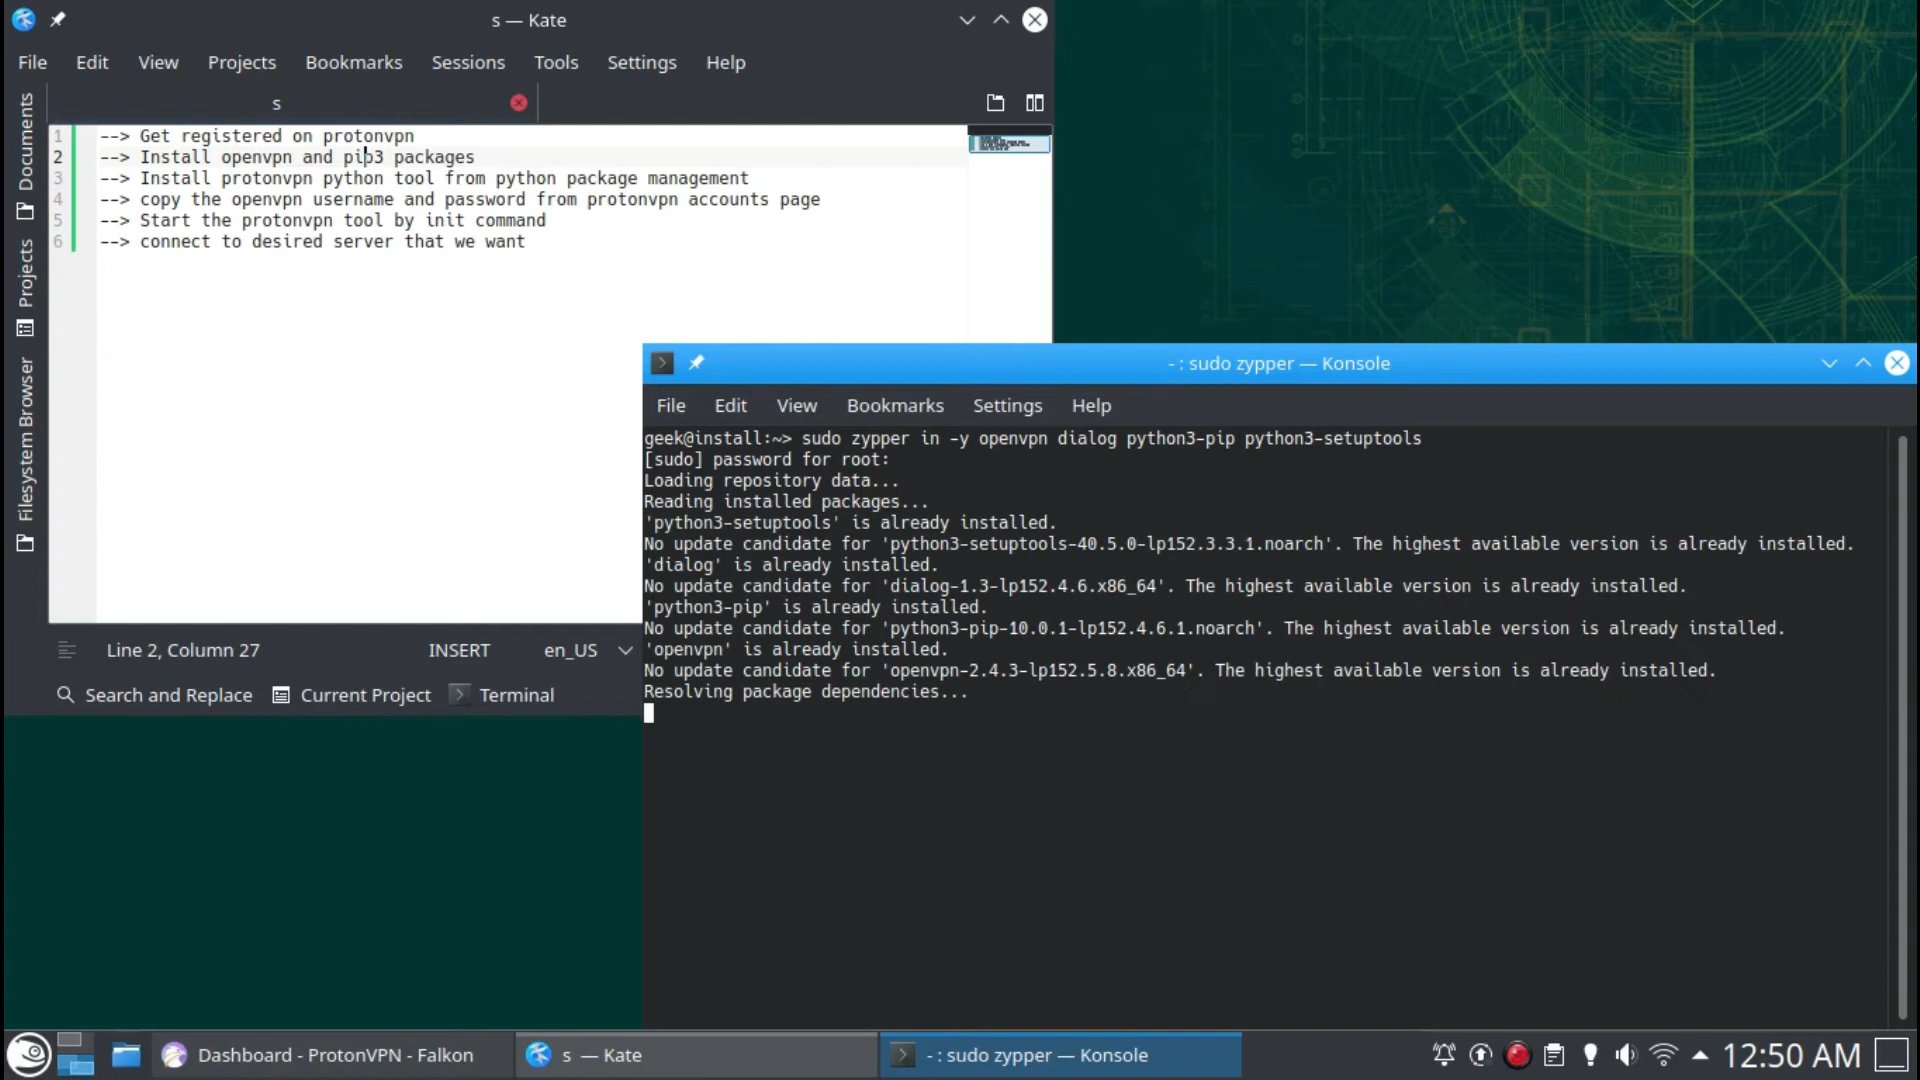 s — Kate
File Edit View Projects Bookmarks Sessions Tools Settings Help
s
Documents
Projects
Filesystem Browser
1 --> Get registered on protonvpn
2 --> Install openvpn and pip3 packages
3 --> Install protonvpn python tool from python package management
4 --> copy the openvpn username and password from protonvpn accounts page
5 --> Start the protonvpn tool by init command
6 --> connect to desired server that we want
Line 2, Column 27 INSERT en_US
Search and Replace Current Project Terminal
- : sudo zypper — Konsole
File Edit View Bookmarks Settings Help
geek@install:~> sudo zypper in -y openvpn dialog python3-pip python3-setuptools
[sudo] password for root:
Loading repository data...
Reading installed packages...
'python3-setuptools' is already installed.
No update candidate for 'python3-setuptools-40.5.0-lp152.3.3.1.noarch'. The highest available version is already installed.
'dialog' is already installed.
No update candidate for 'dialog-1.3-lp152.4.6.x86_64'. The highest available version is already installed.
'python3-pip' is already installed.
No update candidate for 'python3-pip-10.0.1-lp152.4.6.1.noarch'. The highest available version is already installed.
'openvpn' is already installed.
No update candidate for 'openvpn-2.4.3-lp152.5.8.x86_64'. The highest available version is already installed.
Resolving package dependencies...
Dashboard - ProtonVPN - Falkon s — Kate - : sudo zypper — Konsole 12:50 AM